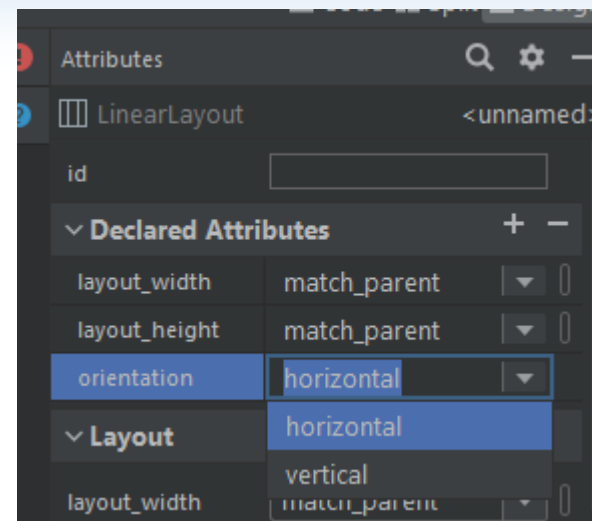 Attributes
LinearLayout <unnamed>
id
Declared Attributes
layout_width match_parent
layout_height match_parent
orientation horizontal
horizontal
Layout
vertical
layout_width match_parent